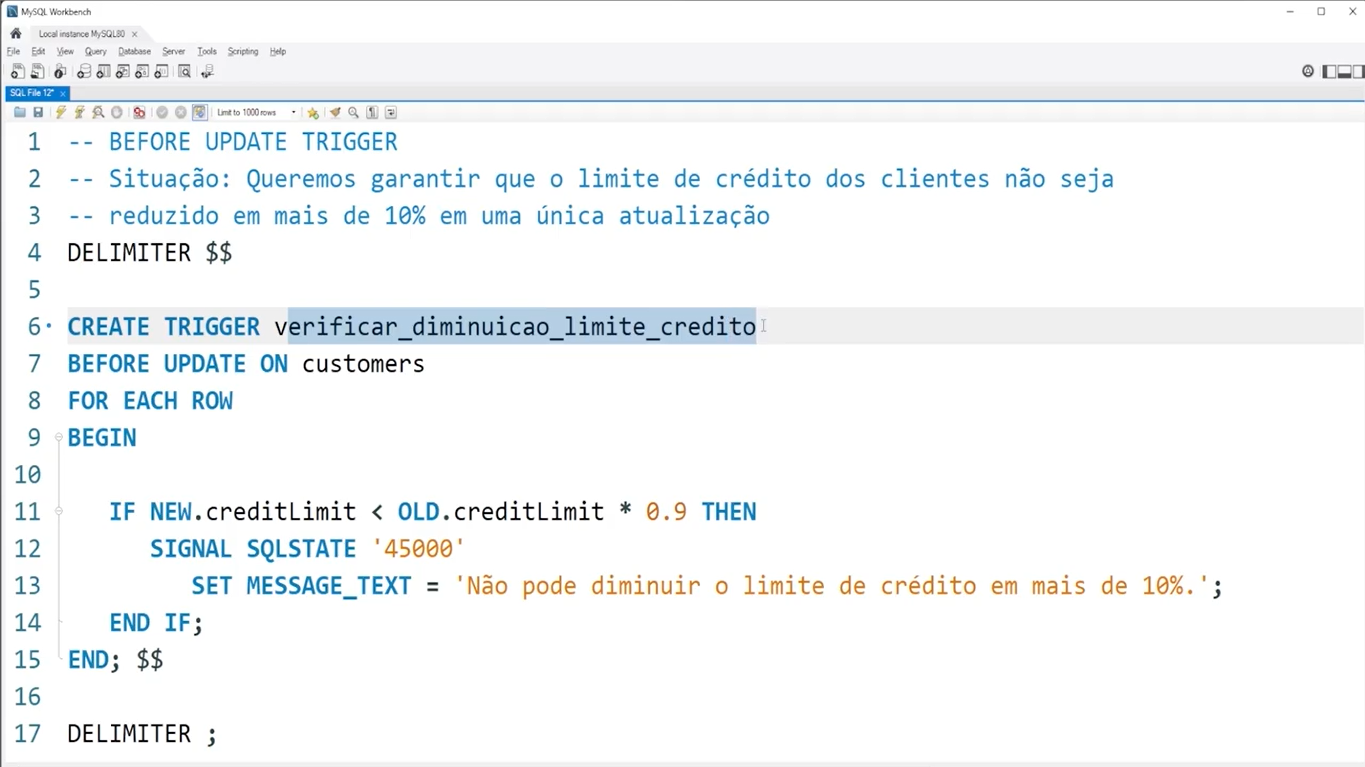 MySQL Workbench
Local instance MySQL80
File Edit View Query Database Server Tools Scripting Help
SQL File 12*
Limit to 1000 rows
1 -- BEFORE UPDATE TRIGGER
2 -- Situação: Queremos garantir que o limite de crédito dos clientes não seja
3 -- reduzido em mais de 10% em uma única atualização
4 DELIMITER $$
5
6 CREATE TRIGGER verificar_diminuicao_limite_credito
7 BEFORE UPDATE ON customers
8 FOR EACH ROW
9 BEGIN
10
11 IF NEW.creditLimit < OLD.creditLimit * 0.9 THEN
12 SIGNAL SQLSTATE '45000'
13 SET MESSAGE_TEXT = 'Não pode diminuir o limite de crédito em mais de 10%.';
14 END IF;
15 END; $$
16
17 DELIMITER ;